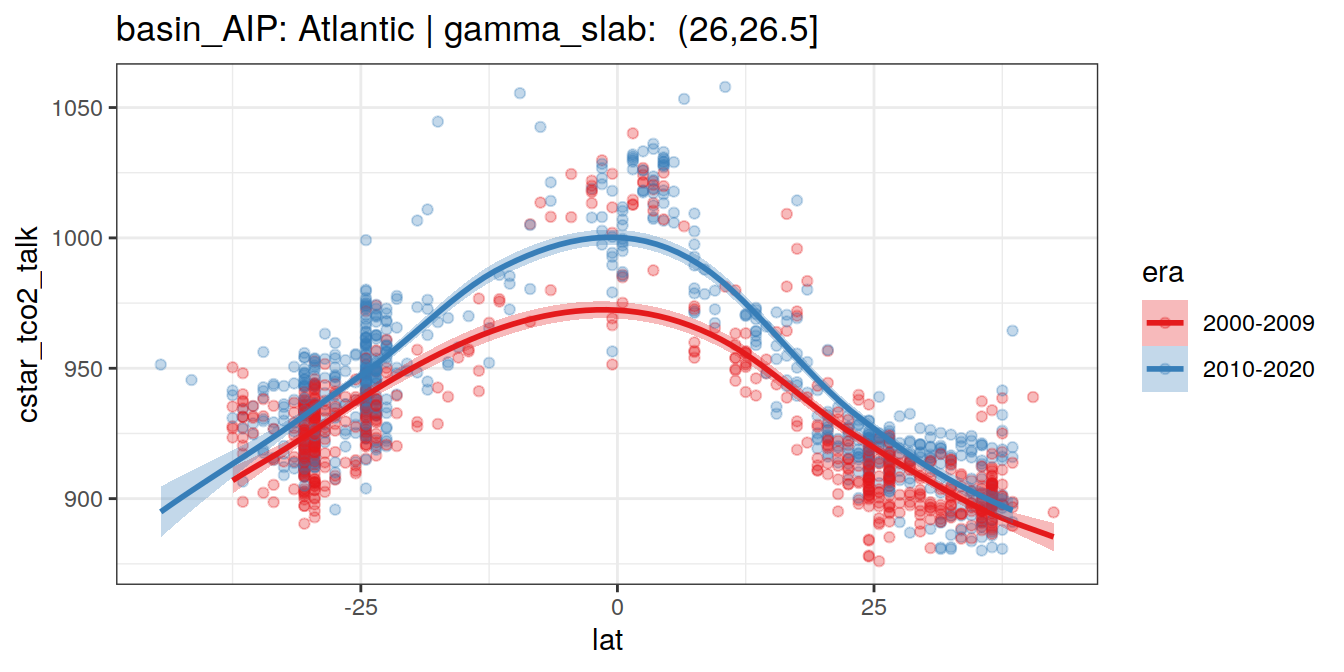 basin_AIP: Atlantic | gamma_slab:  (26,26.5]
cstar_tco2_talk
1050
1000
950
900
-25
0
25
lat
era
2000-2009
2010-2020